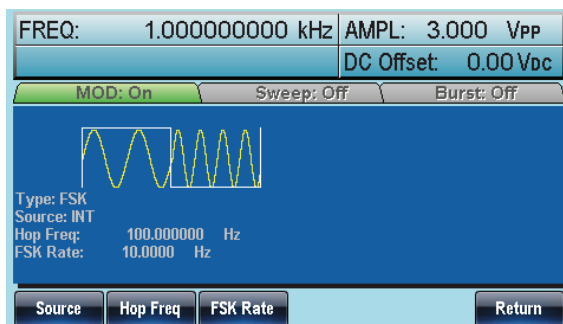 FREQ: 1.000000000 kHz AMPL: 3.000 VPP
DC Offset: 0.00 VDC
MOD: On Sweep: Off Burst: Off
Type: FSK
Source: INT
Hop Freq: 100.000000 Hz
FSK Rate: 10.0000 Hz
Source Hop Freq FSK Rate Return